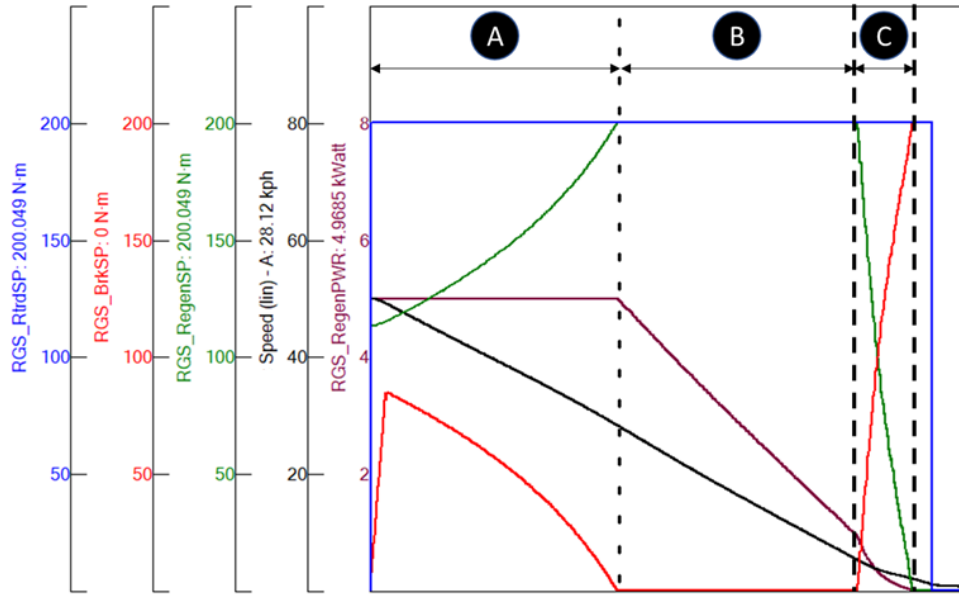 A
B
C
200
200
200
80
8
150
150
150
60
6
100
100
100
40
4
50
50
50
20
2
RGS_RtrdSP: 200.049 N·m
RGS_BrkSP: 0 N·m
RGS_RegenSP: 200.049 N·m
Speed (lin) - A: 28.12 kph
RGS_RegenPWR: 4.9685 kWatt